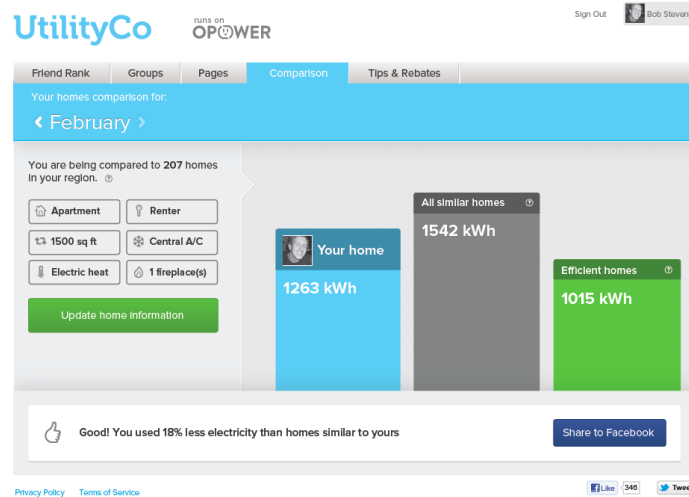 UtilityCo
runs on
OPOWER
Sign Out
Bob Steven
Friend Rank
Groups
Pages
Comparison
Tips & Rebates
Your homes comparison for:
February
You are being compared to 207 homes
in your region.
Apartment
Renter
1500 sq ft
Central A/C
Electric heat
1 fireplace(s)
Update home information
Your home
1263 kWh
All similar homes
1542 kWh
Efficient homes
1015 kWh
Good! You used 18% less electricity than homes similar to yours
Share to Facebook
Privacy Policy
Terms of Service
Like
346
Twee